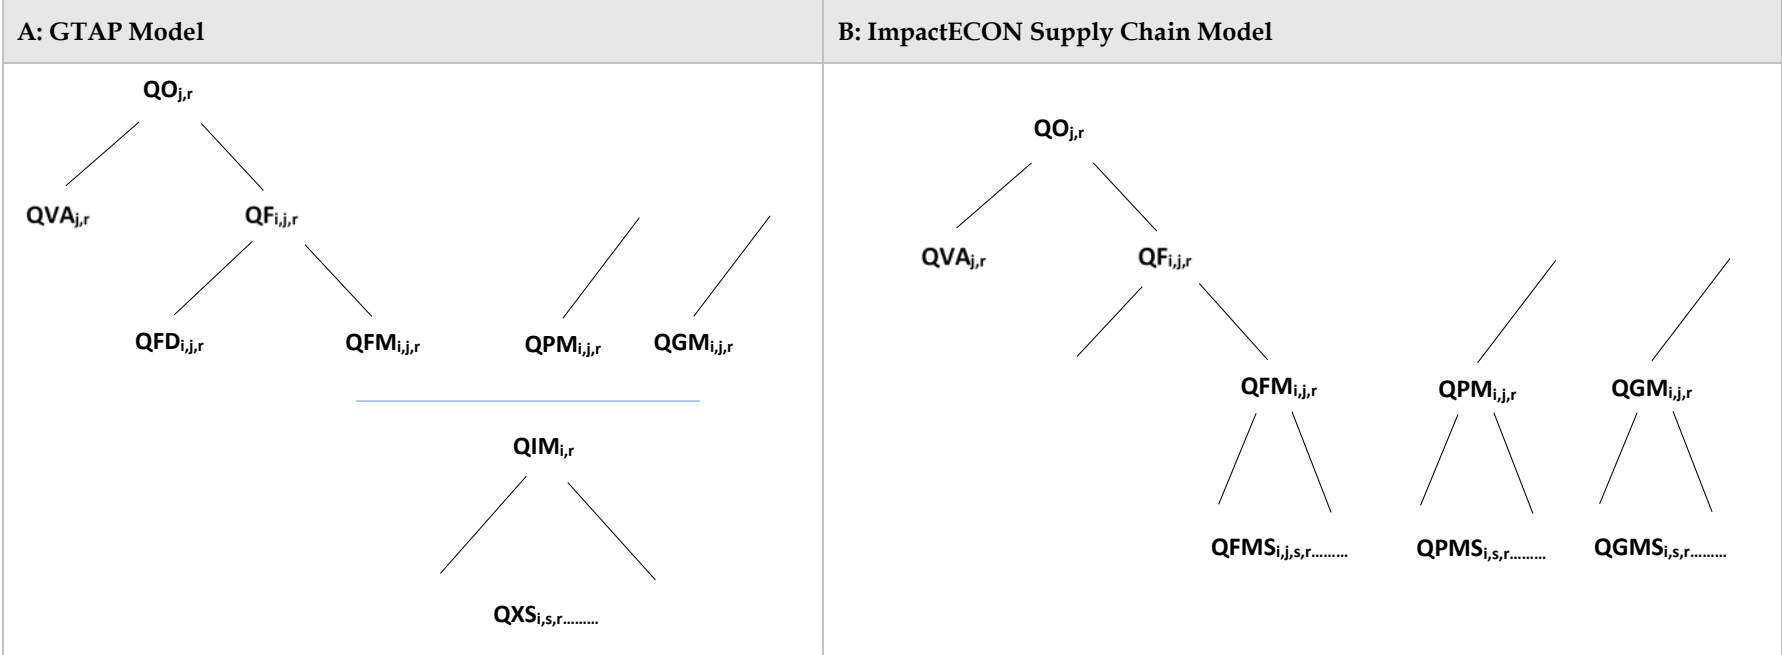 A: GTAP Model
QOj,r
QVAj,r QFi,j,r
QFDi,j,r QFMi,j,r QPMi,j,r QGMi,j,r
QIMi,r
QXSi,s,r.........
B: ImpactECON Supply Chain Model
QOj,r
QVAj,r QFi,j,r
QFMi,j,r QPMi,j,r QGMi,j,r
QFMSi,j,s,r......... QPMSi,s,r......... QGMSi,s,r.........